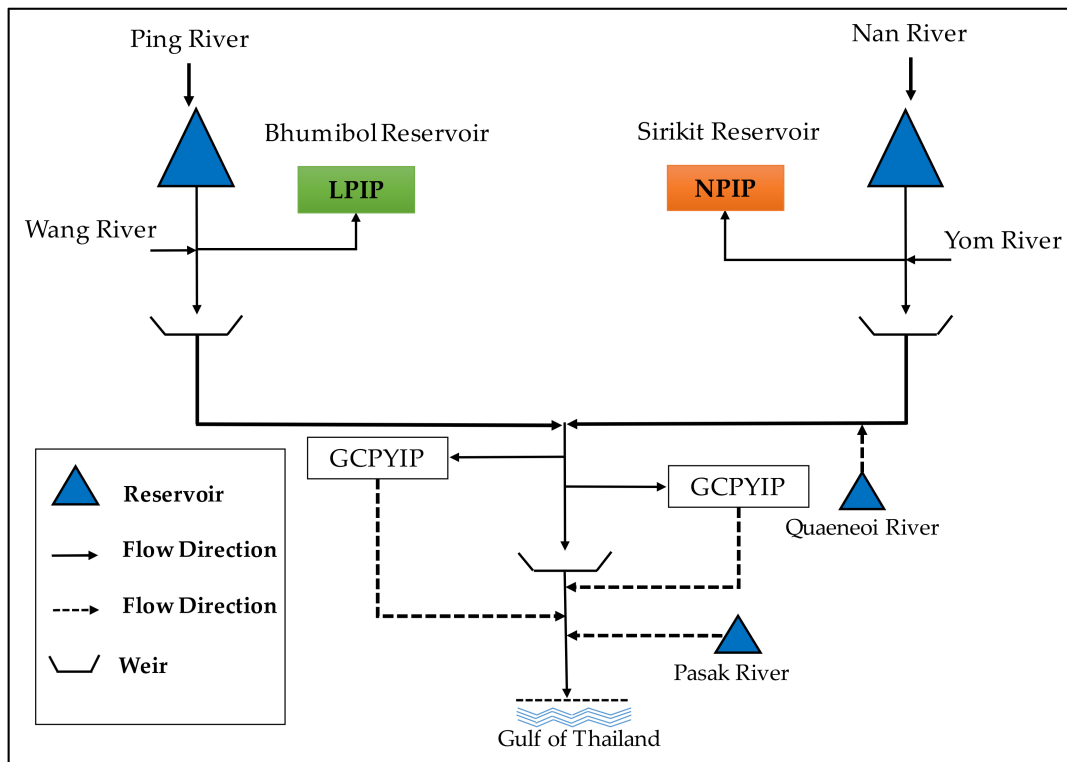 Ping River
Nan River
Bhumibol Reservoir
Sirikit Reservoir
LPIP
NPIP
Wang River
Yom River
GCPYIP
GCPYIP
Quaeneoi River
Reservoir
Flow Direction
Flow Direction
Weir
Pasak River
Gulf of Thailand